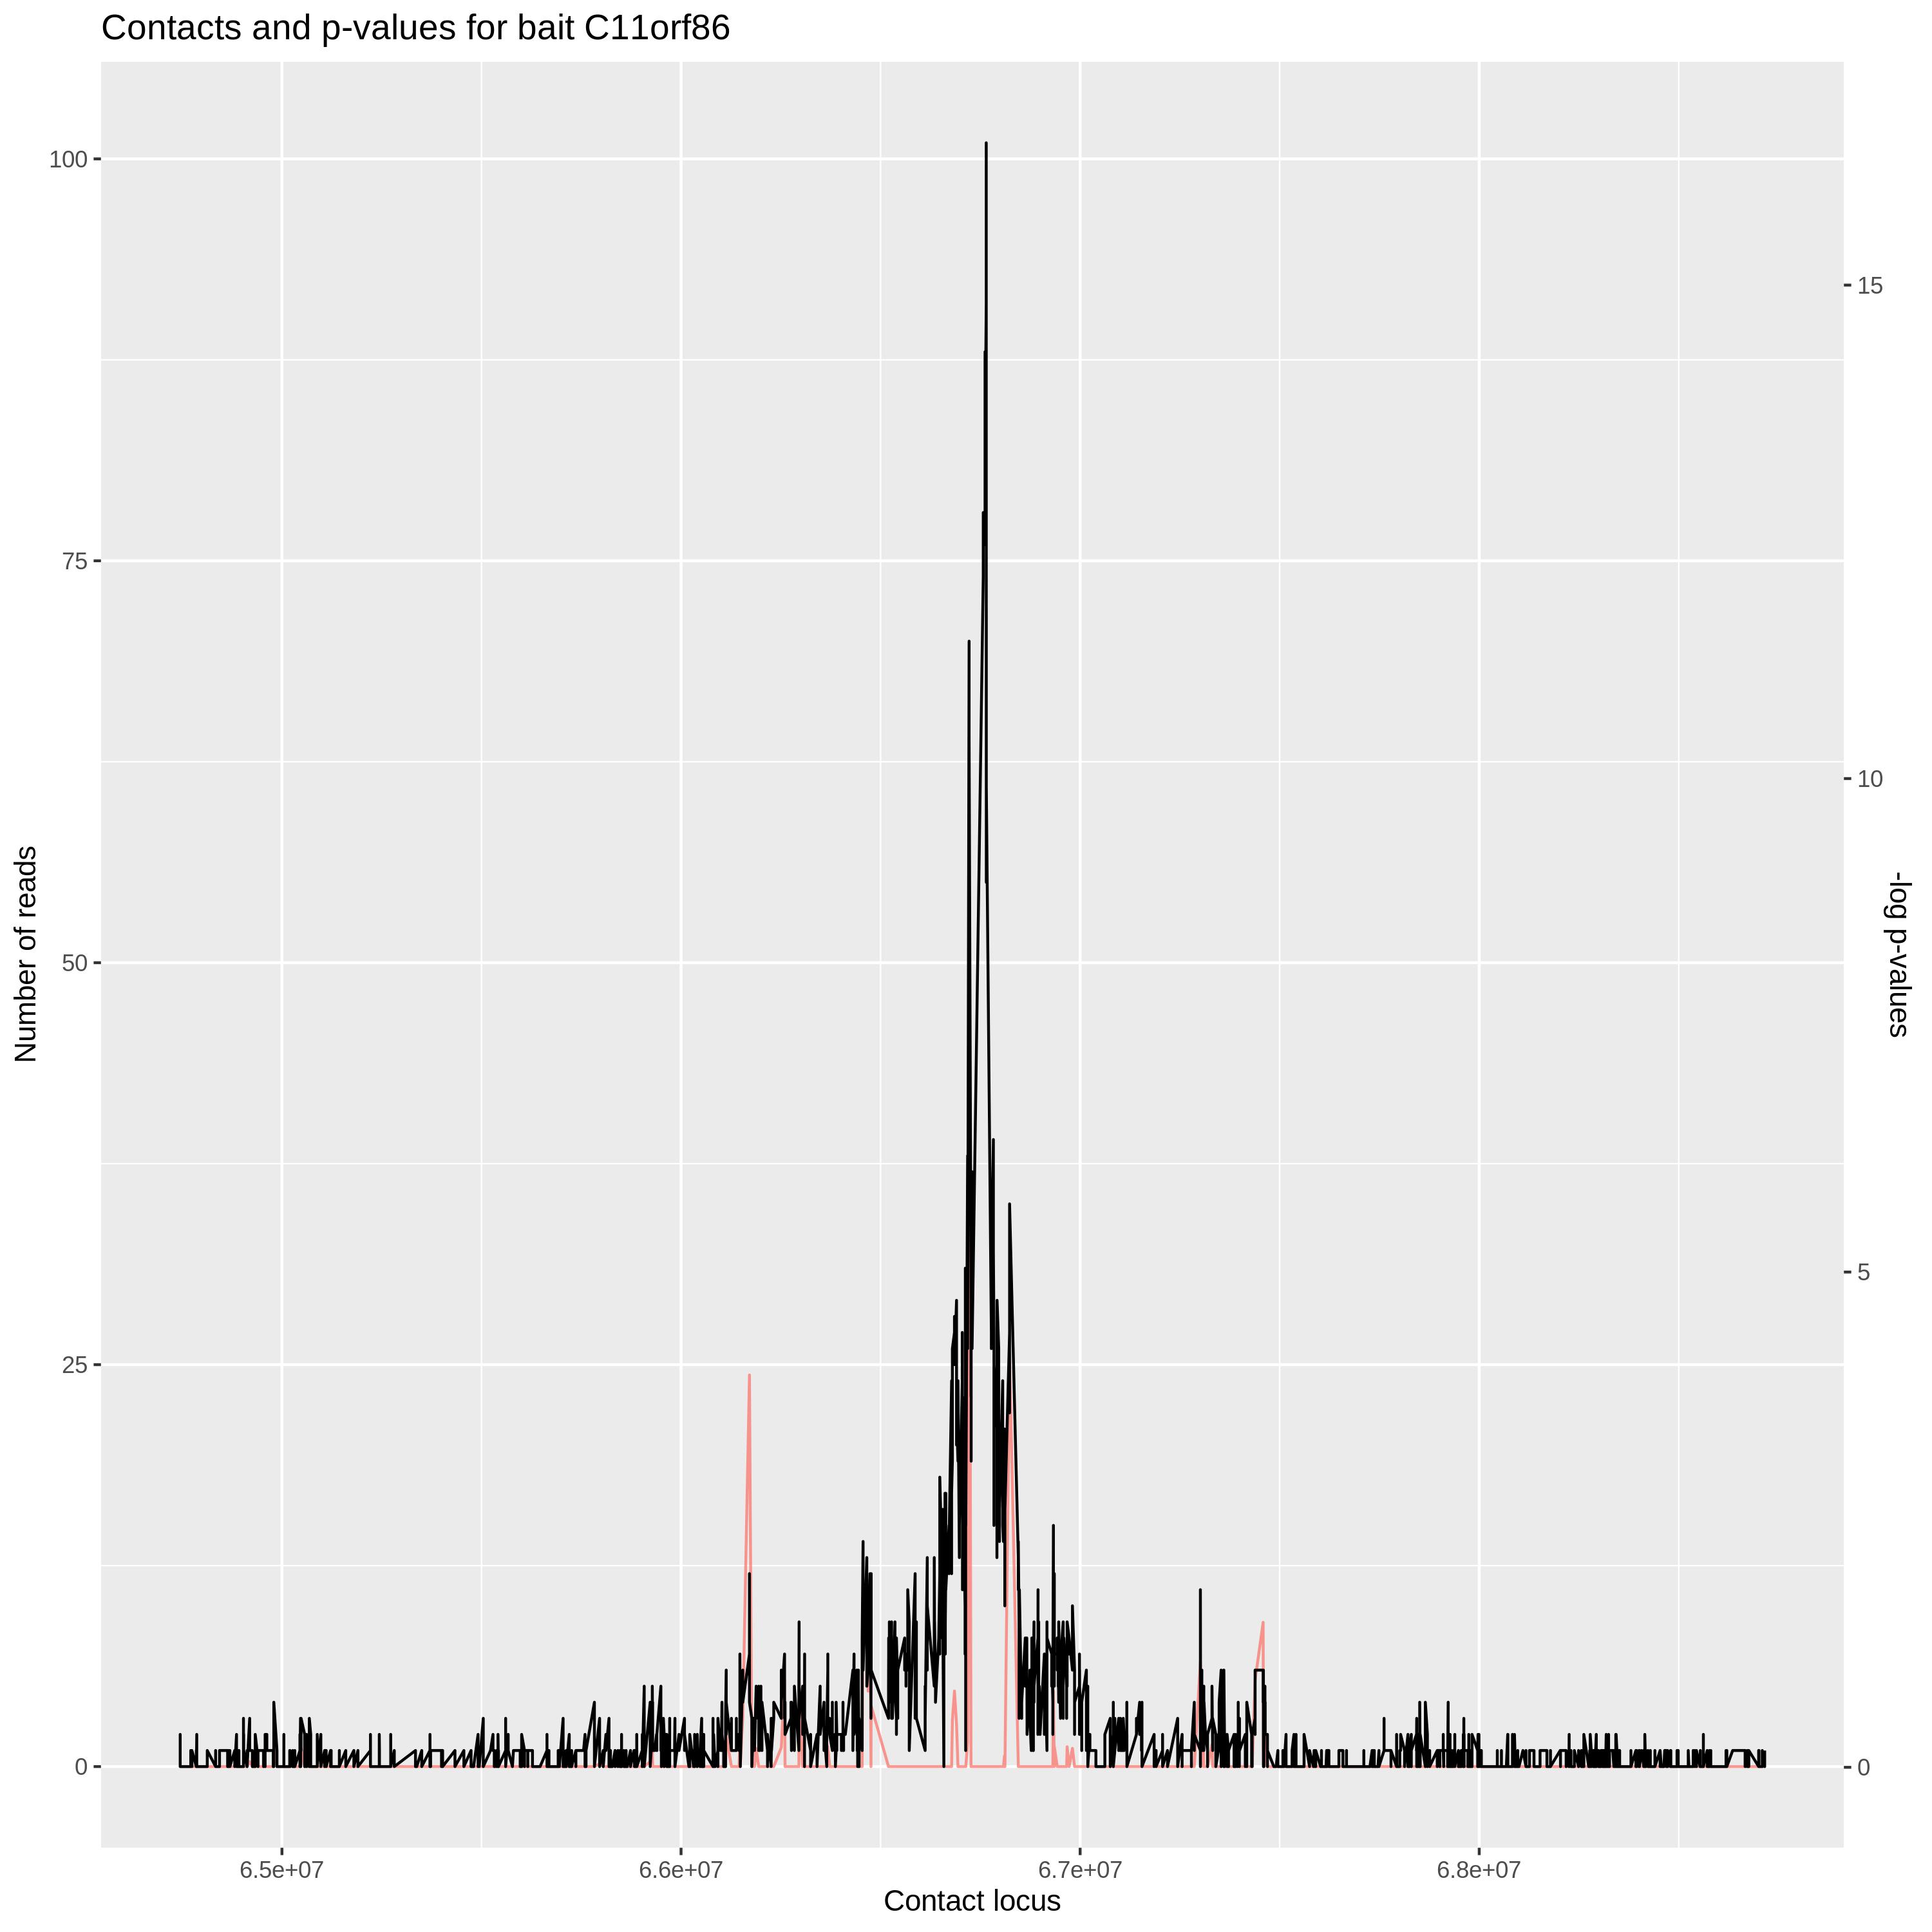 Contacts and p-values for bait C11orf86
100
75
50
25
0
Number of reads
15
10
5
0
-log p-values
6.5e+07 6.6e+07 6.7e+07 6.8e+07
Contact locus